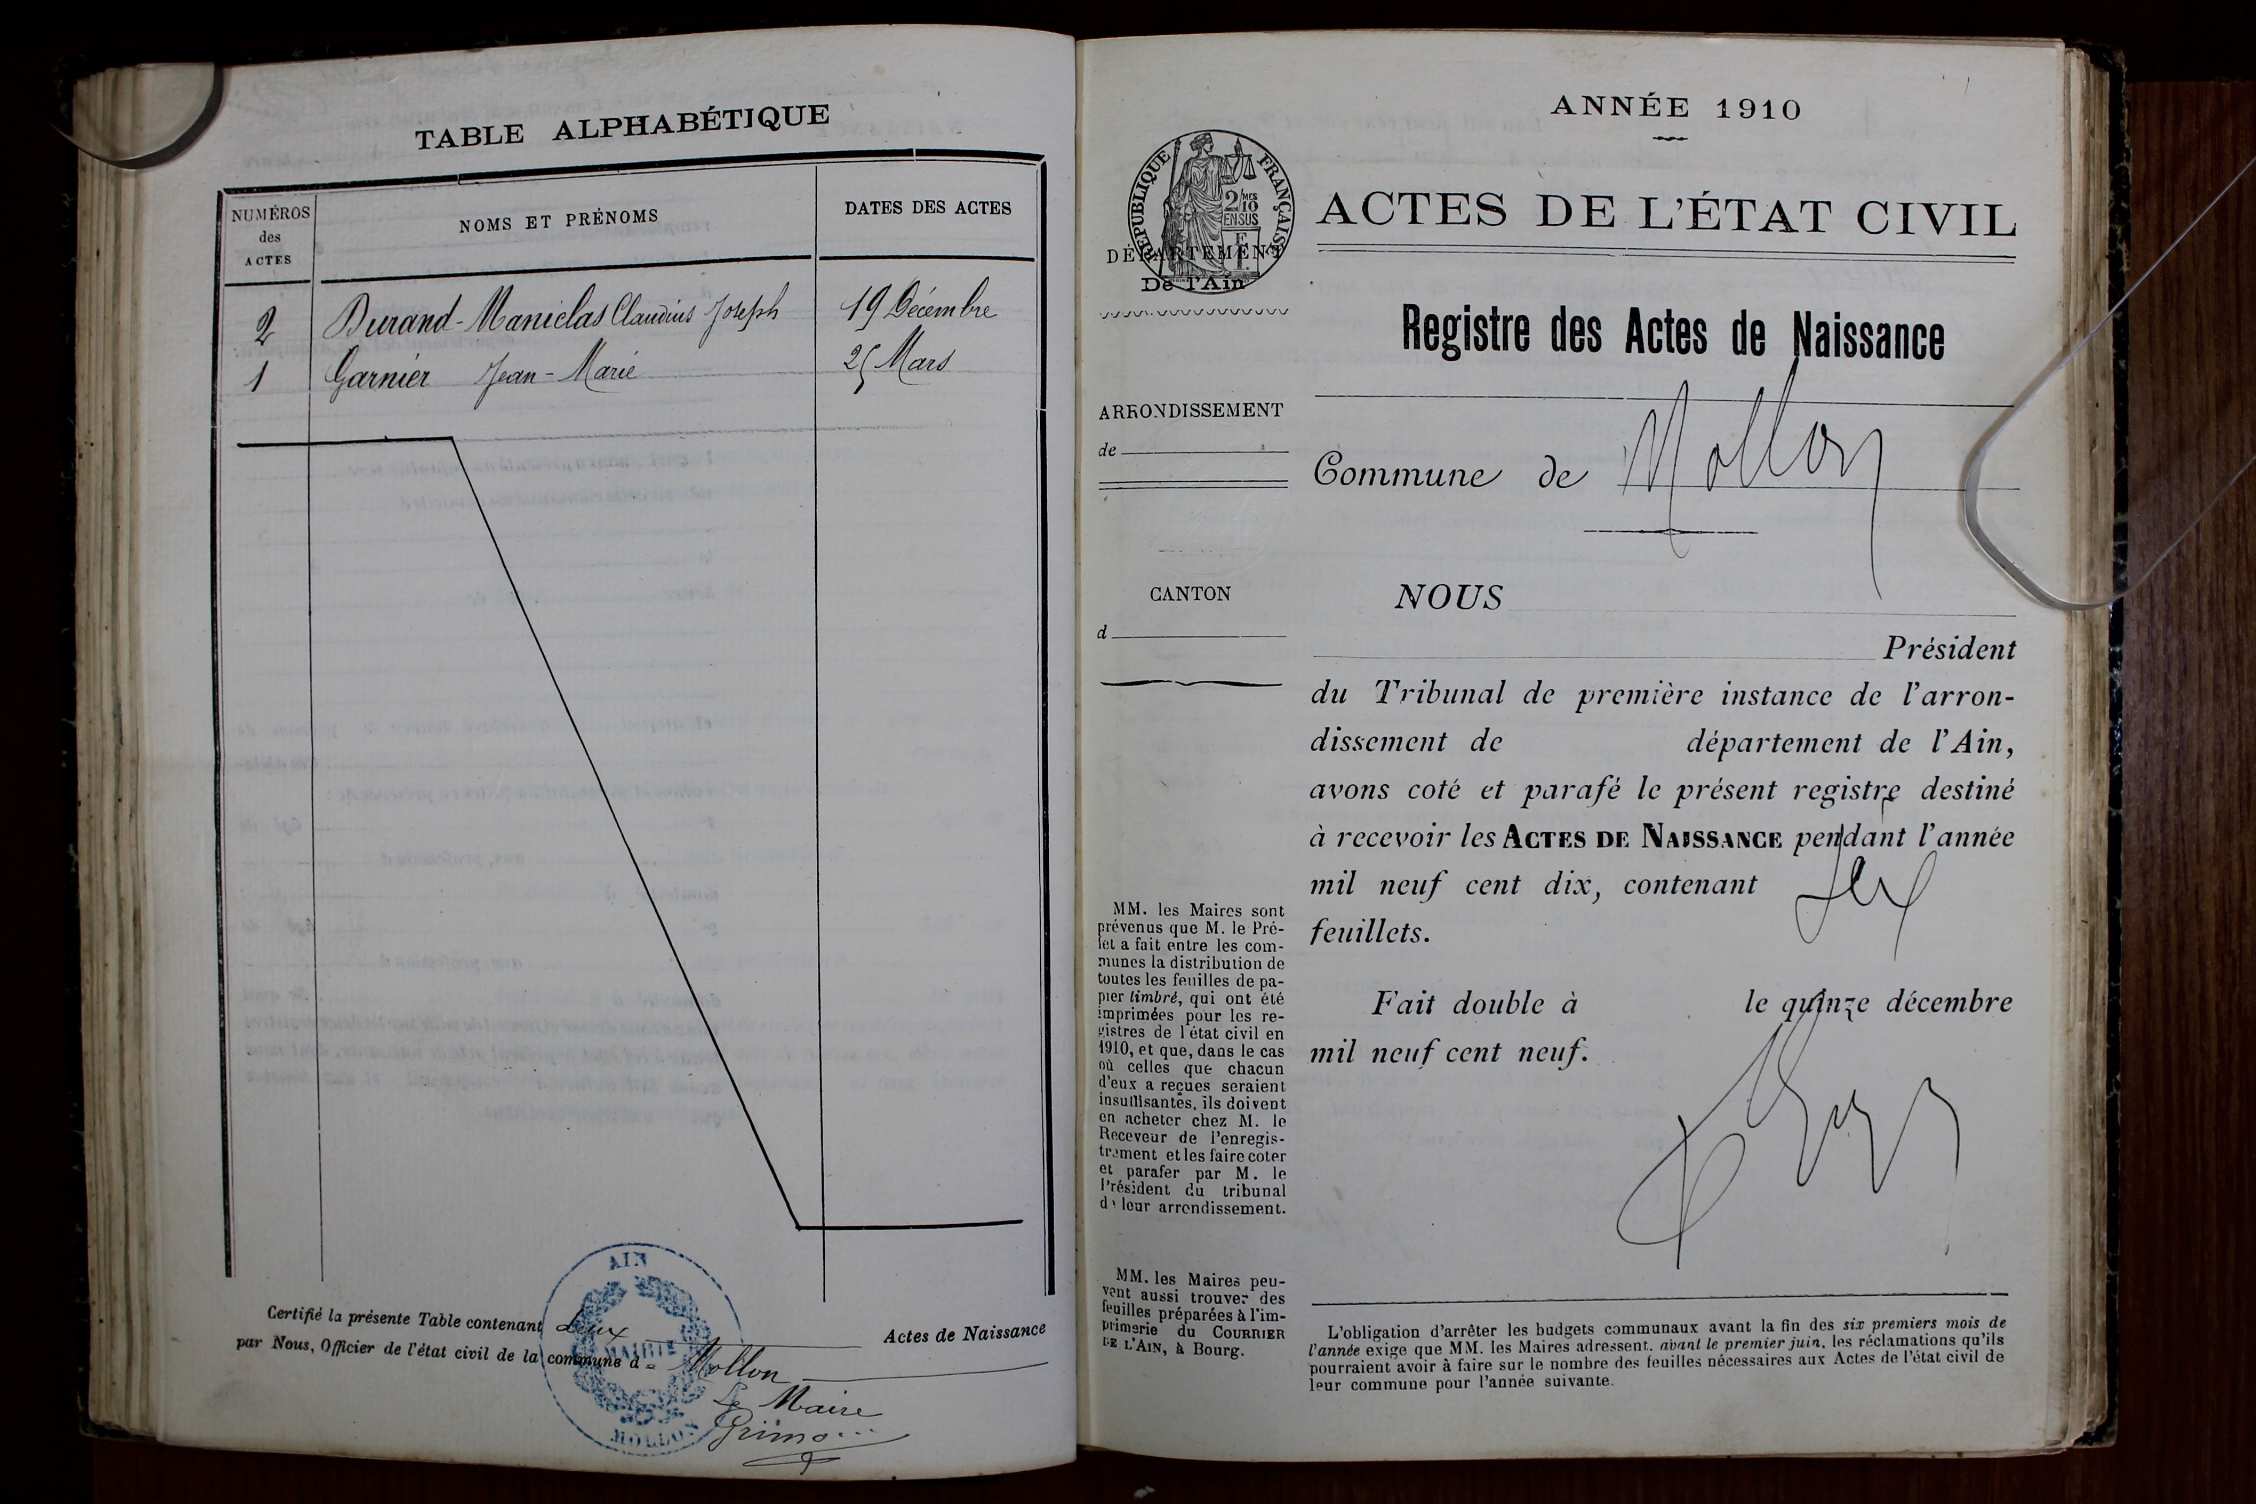 TABLE ALPHABÉTIQUE
NUMÉROS
des
ACTES
NOMS ET PRÉNOMS
DATES DES ACTES
2 Durand-Maniclas Claudius Joseph 19 Décembre
1 Garnier Jean-Marie 25 Mars
Certifié la présente Table contenant deux Actes de Naissance
par Nous, Officier de l'état civil de la commune d Mollon
Le Maire
AIN
MAIRIE
MOLLON
ANNÉE 1910
RÉPUBLIQUE FRANÇAISE
2/10 MES
EN SUS
DÉPARTEMENT
De l'Ain
ACTES DE L'ÉTAT CIVIL
Registre des Actes de Naissance
ARRONDISSEMENT
de
Commune de Mollon
CANTON
d
NOUS
Président
du Tribunal de première instance de l'arron-
dissement de département de l'Ain,
avons coté et parafé le présent registre destiné
à recevoir les ACTES DE NAISSANCE pendant l'année
mil neuf cent dix, contenant six
feuillets.
Fait double à le quinze décembre
mil neuf cent neuf.
MM. les Maires sont
prévenus que M. le Pré-
fet a fait entre les com-
munes la distribution de
toutes les feuilles de pa-
pier timbré, qui ont été
imprimées pour les re-
gistres de l'état civil en
1910, et que, dans le cas
où celles que chacun
d'eux a reçues seraient
insuffisantes, ils doivent
en acheter chez M. le
Receveur de l'enregis-
trement et les faire coter
et parafer par M. le
Président du tribunal
de leur arrondissement.
MM. les Maires peu-
vent aussi trouver des
feuilles préparées à l'im-
primerie du COURRIER
DE L'AIN, à Bourg.
L'obligation d'arrêter les budgets communaux avant la fin des six premiers mois de
l'année exige que MM. les Maires adressent, avant le premier juin, les réclamations qu'ils
pourraient avoir à faire sur le nombre des feuilles nécessaires aux Actes de l'état civil de
leur commune pour l'année suivante.